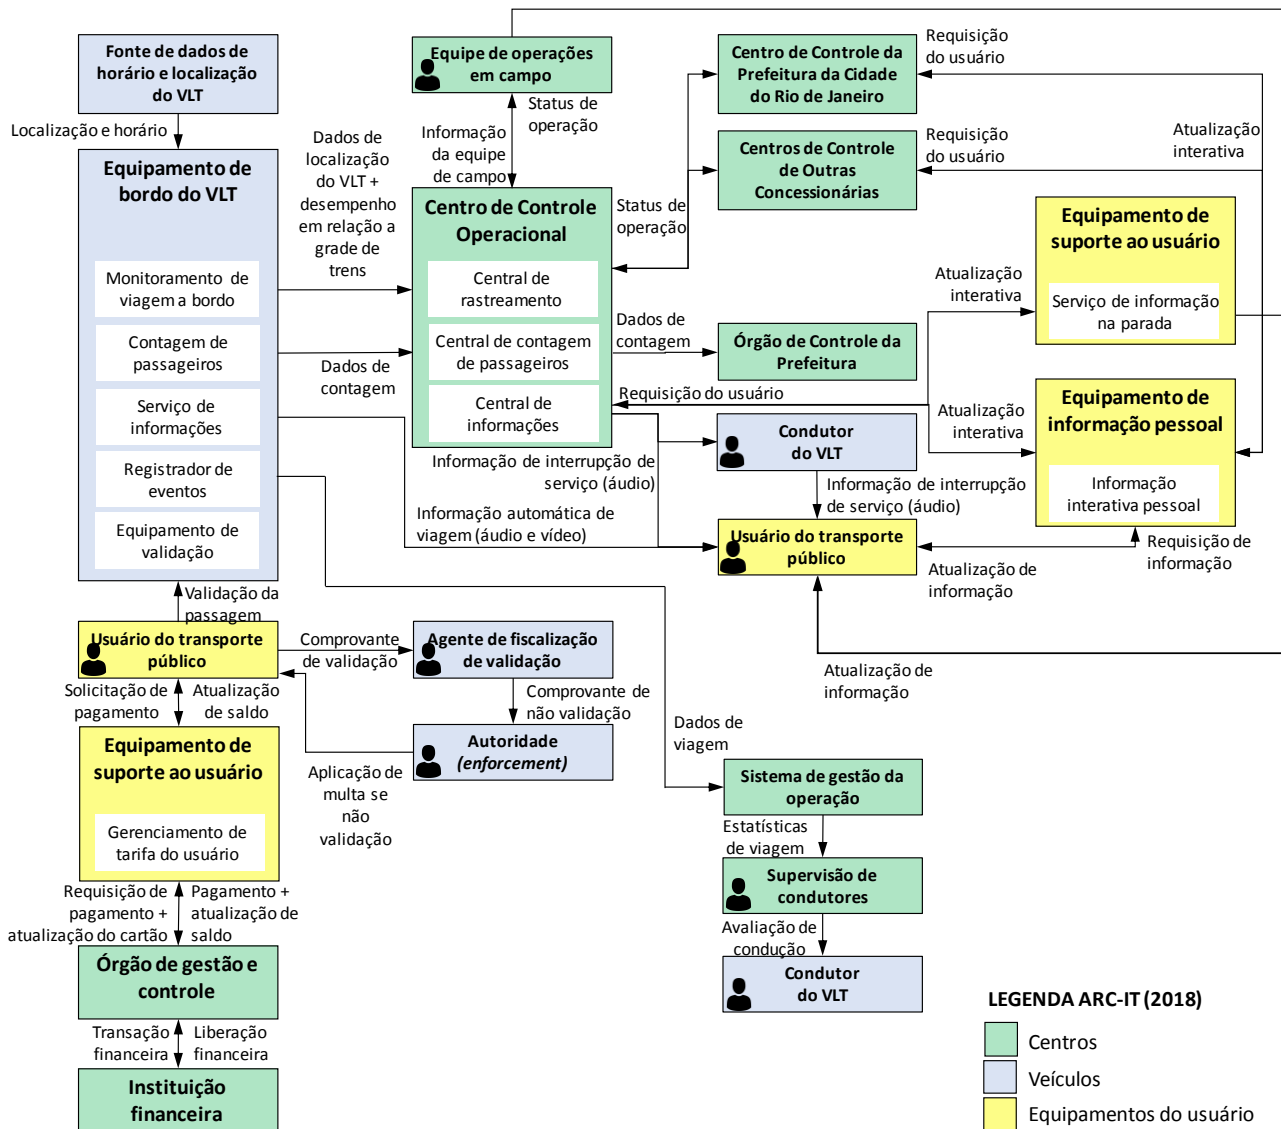 Fonte de dados de
horário e localização
do VLT
Localização e horário
Equipamento de
bordo do VLT
Monitoramento de
viagem a bordo
Contagem de
passageiros
Serviço de
informações
Registrador de
eventos
Equipamento de
validação
Dados de
localização
do VLT +
desempenho
em relação a
grade de
trens
Dados de
contagem
Equipe de operações
em campo
Status de
operação
Informação
da equipe
de campo
Centro de Controle
Operacional
Central de
rastreamento
Central de contagem
de passageiros
Central de
informações
Status de
operação
Dados de
contagem
Requisição do usuário
Centro de Controle da
Prefeitura da Cidade
do Rio de Janeiro
Centros de Controle
de Outras
Concessionárias
Órgão de Controle da
Prefeitura
Requisição
do usuário
Requisição
do usuário
Atualização
interativa
Equipamento de
suporte ao usuário
Serviço de informação
na parada
Atualização
interativa
Equipamento de
informação pessoal
Informação
interativa pessoal
Atualização
interativa
Condutor
do VLT
Informação de interrupção de
serviço (áudio)
Informação de interrupção
de serviço (áudio)
Informação automática de
viagem (áudio e vídeo)
Usuário do transporte
público
Requisição de
informação
Atualização de
informação
Atualização de
informação
Validação da
passagem
Usuário do transporte
público
Comprovante
de validação
Agente de fiscalização
de validação
Comprovante de
não validação
Autoridade
(enforcement)
Aplicação de
multa se
não
validação
Solicitação de
pagamento
Atualização
de saldo
Equipamento de
suporte ao usuário
Gerenciamento de
tarifa do usuário
Requisição de
pagamento +
atualização do cartão
Pagamento +
atualização de
saldo
Órgão de gestão e
controle
Transação
financeira
Liberação
financeira
Instituição
financeira
Dados de
viagem
Sistema de gestão da
operação
Estatísticas
de viagem
Supervisão de
condutores
Avaliação de
condução
Condutor
do VLT
LEGENDA ARC-IT (2018)
Centros
Veículos
Equipamentos do usuário